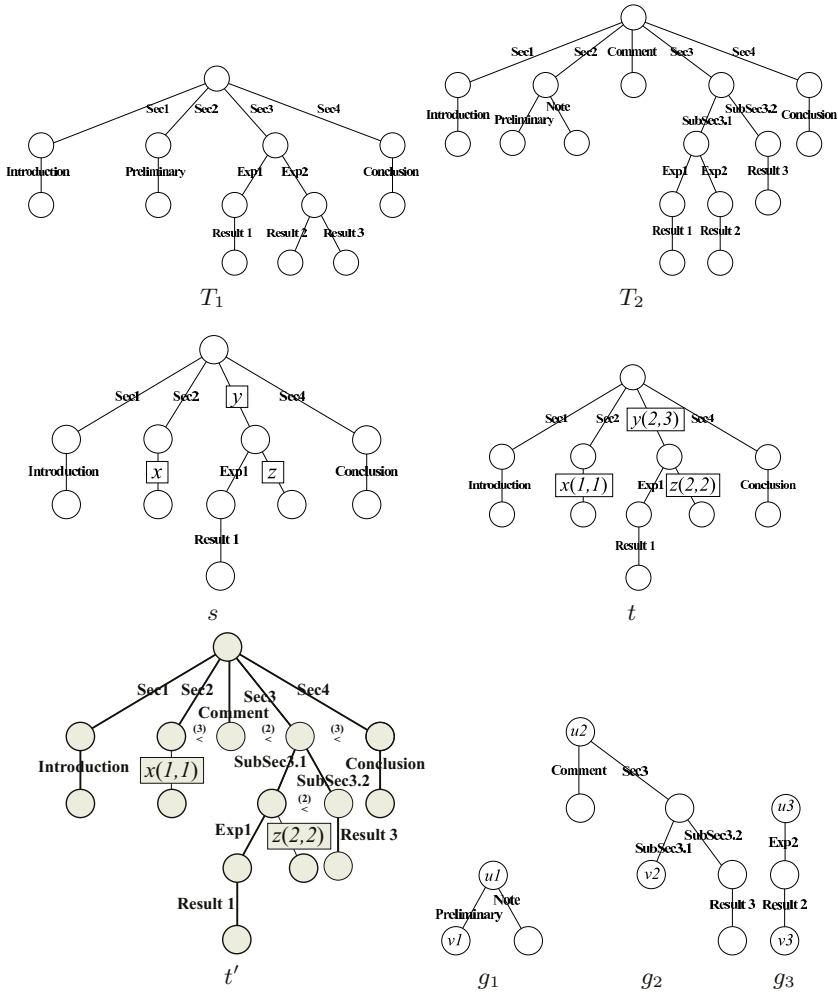 Sec1 Sec2 Sec3 Sec4
Introduction Preliminary Exp1 Exp2 Conclusion
Result 1 Result 2 Result 3
T1
Sec1 Sec2 Comment Sec3 Sec4
Introduction Preliminary Note SubSec3.1 SubSec3.2 Conclusion
Exp1 Exp2 Result 3
Result 1 Result 2
T2
Sec1 Sec2 y Sec4
Introduction x Exp1 z Conclusion
Result 1
s
Sec1 Sec2 y(2,3) Sec4
Introduction x(1,1) Exp1 z(2,2) Conclusion
Result 1
t
Sec1 Sec2 Comment Sec3 Sec4
(3) < (2) < (3) <
Introduction x(1,1) SubSec3.1 SubSec3.2 Conclusion
(2) <
Exp1 z(2,2) Result 3
Result 1
t′
u1
Preliminary Note
v1
g1
u2
Comment Sec3
SubSec3.1 SubSec3.2
v2
Result 3
g2
u3
Exp2
Result 2
v3
g3